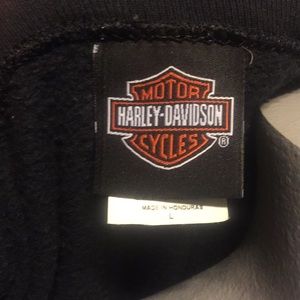 MOTOR
HARLEY-DAVIDSON
CYCLES
®
MADE IN HONDURAS
L